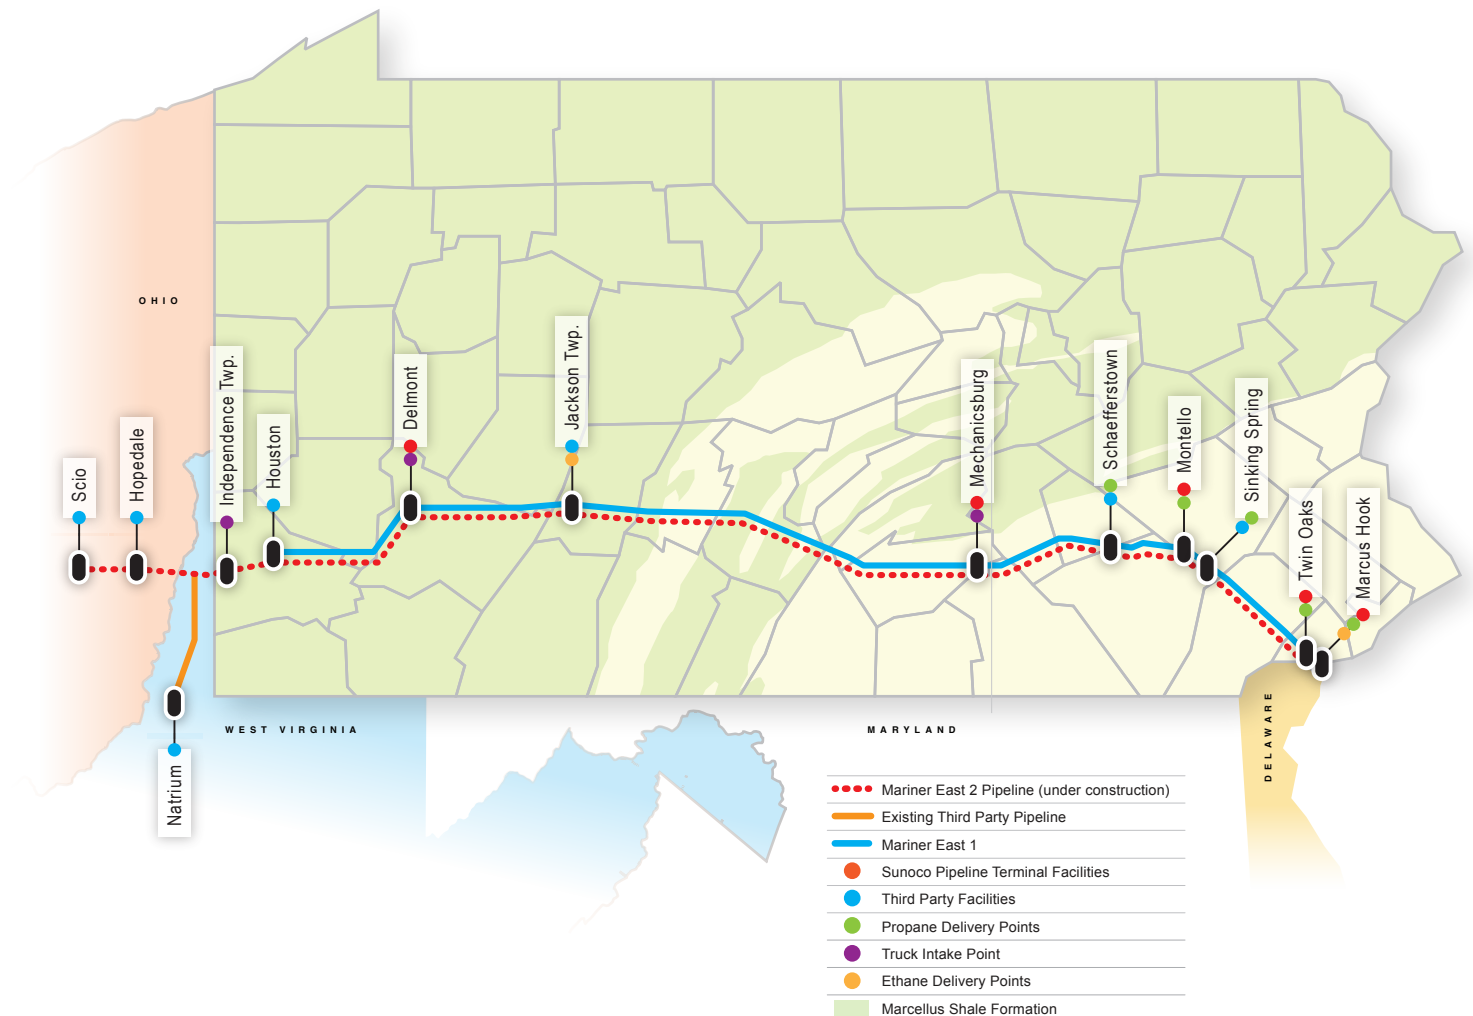 OHIO
Scio
Hopedale
Independence Twp.
Houston
Delmont
Jackson Twp.
Mechanicsburg
Schaefferstown
Montello
Sinking Spring
Twin Oaks
Marcus Hook
Natrium
WEST VIRGINIA
MARYLAND
DELAWARE
Mariner East 2 Pipeline (under construction)
Existing Third Party Pipeline
Mariner East 1
Sunoco Pipeline Terminal Facilities
Third Party Facilities
Propane Delivery Points
Truck Intake Point
Ethane Delivery Points
Marcellus Shale Formation